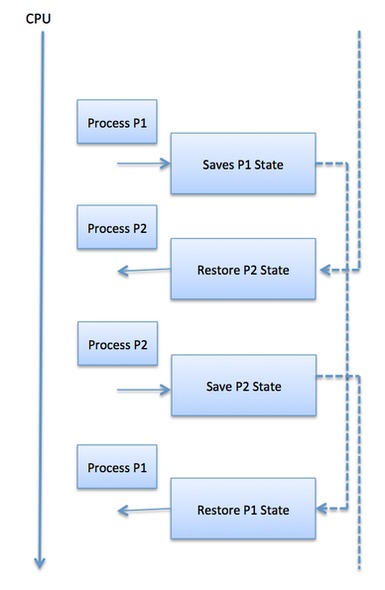 CPU
Process P1
Saves P1 State
Process P2
Restore P2 State
Process P2
Save P2 State
Process P1
Restore P1 State